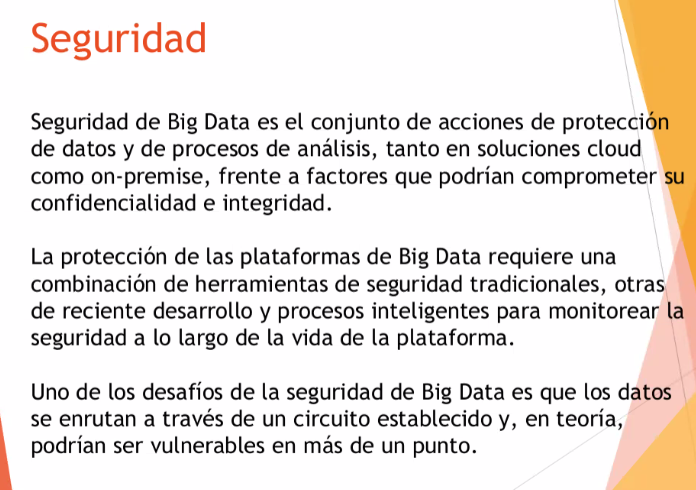 Seguridad
Seguridad de Big Data es el conjunto de acciones de protección
de datos y de procesos de análisis, tanto en soluciones cloud
como on-premise, frente a factores que podrían comprometer su
confidencialidad e integridad.
La protección de las plataformas de Big Data requiere una
combinación de herramientas de seguridad tradicionales, otras
de reciente desarrollo y procesos inteligentes para monitorear la
seguridad a lo largo de la vida de la plataforma.
Uno de los desafíos de la seguridad de Big Data es que los datos
se enrutan a través de un circuito establecido y, en teoría,
podrían ser vulnerables en más de un punto.